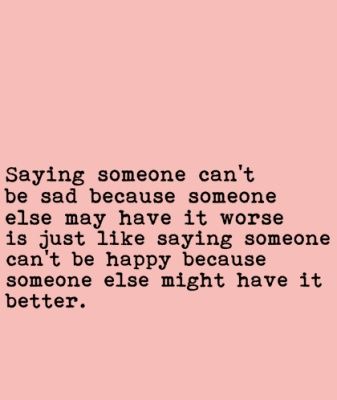 Saying someone can't
be sad because someone
else may have it worse
is just like saying someone
can't be happy because
someone else might have it
better.